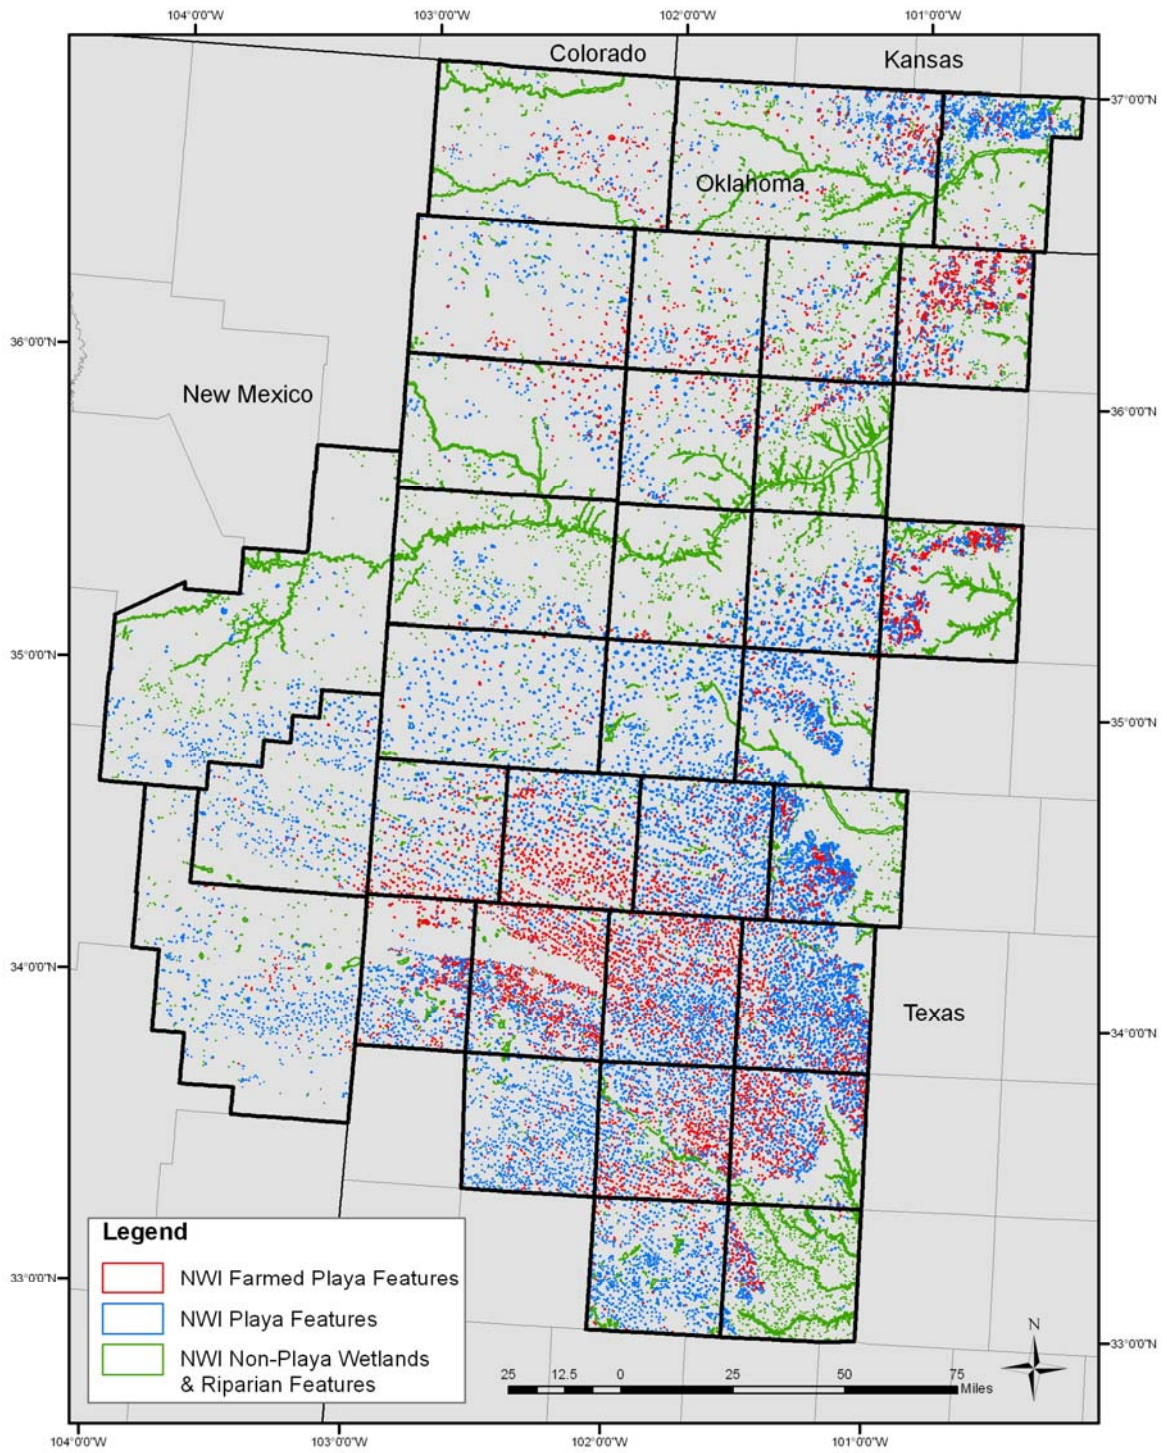 104°0'0"W 103°0'0"W 102°0'0"W 101°0'0"W
Colorado
Kansas
37°0'0"N
Oklahoma
36°0'0"N
New Mexico
36°0'0"N
35°0'0"N
35°0'0"N
34°0'0"N
Texas
34°0'0"N
Legend
NWI Farmed Playa Features
NWI Playa Features
NWI Non-Playa Wetlands
& Riparian Features
33°0'0"N
N
33°0'0"N
25 12.5 0 25 50 75
Miles
104°0'0"W 103°0'0"W 102°0'0"W 101°0'0"W